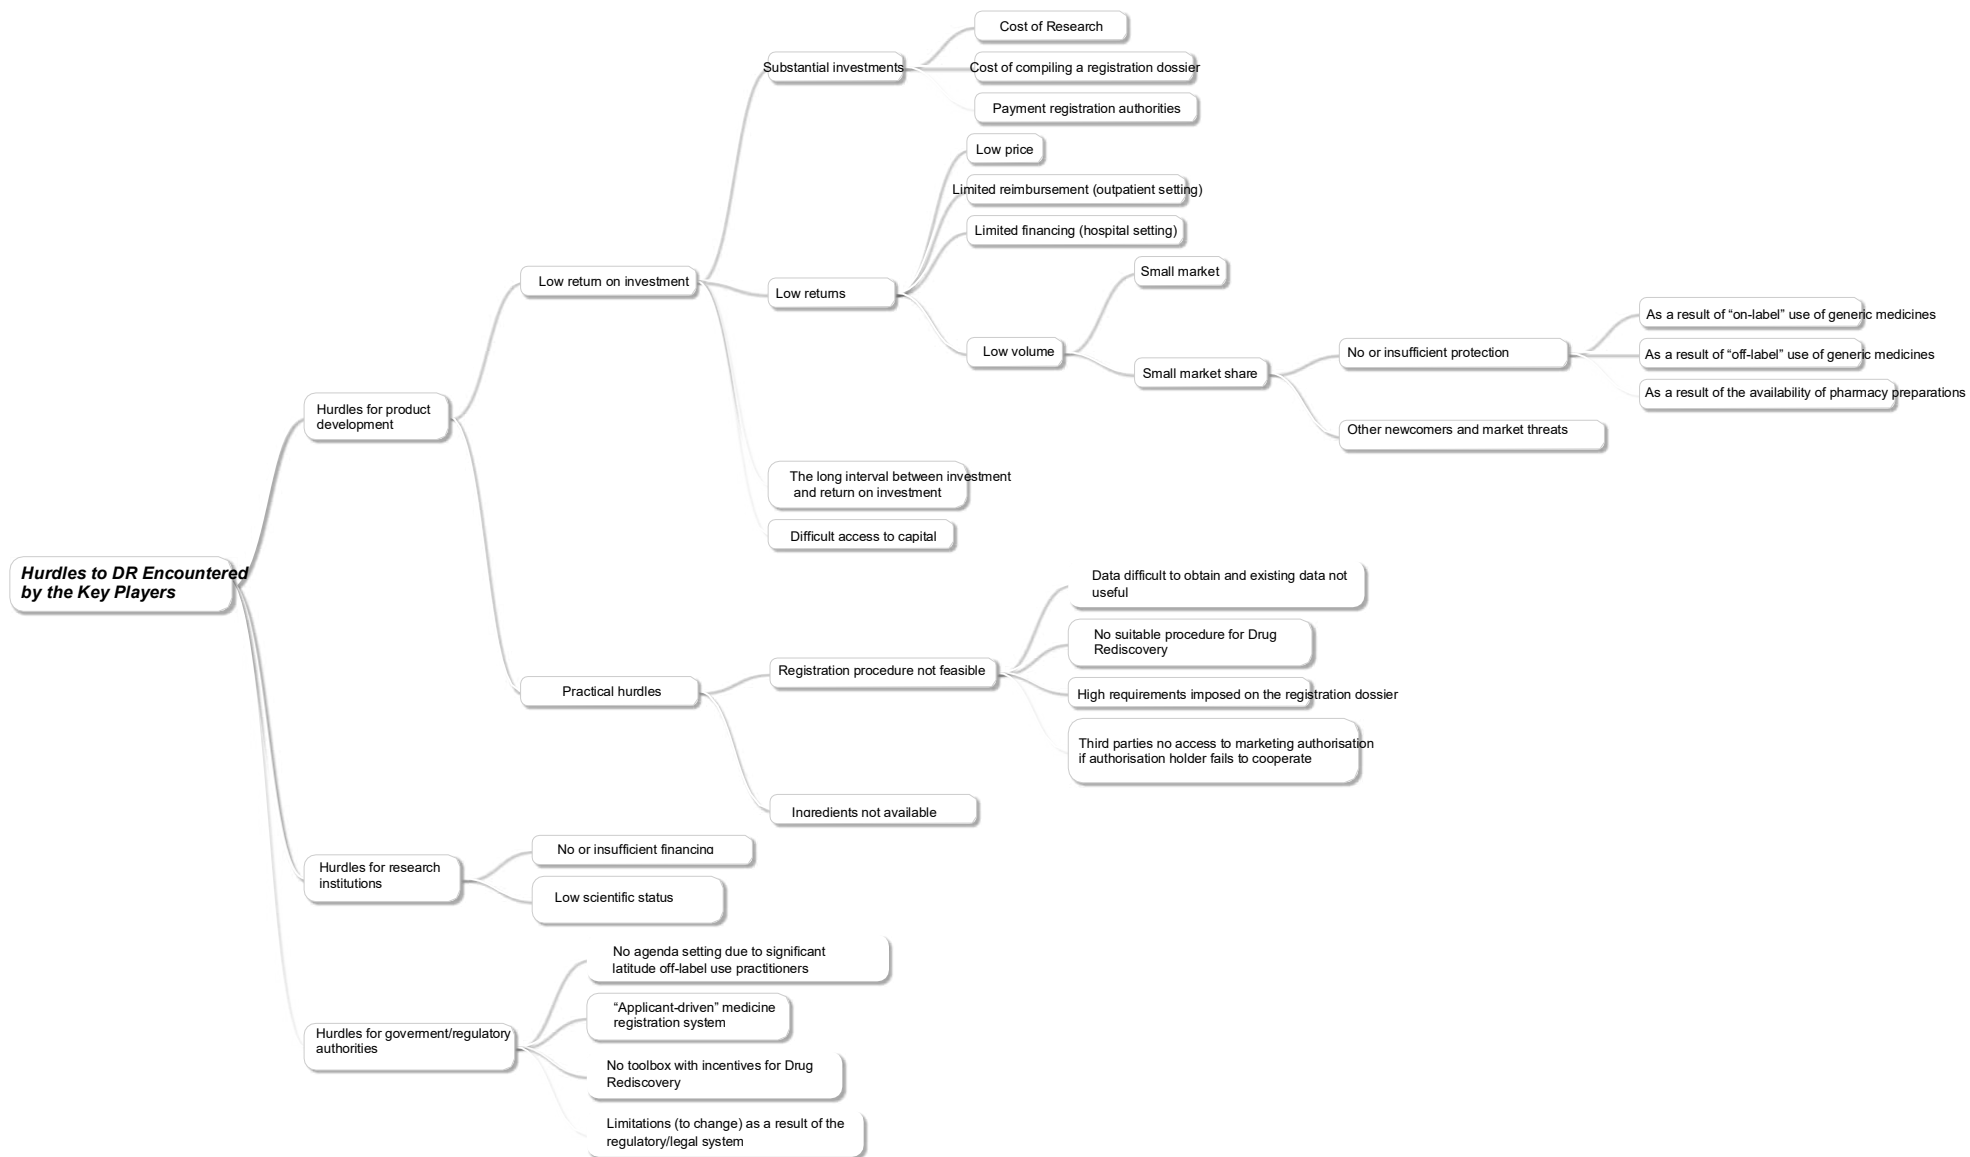 Cost of Research
Substantial investments
Cost of compiling a registration dossier
Payment registration authorities
Low price
Limited reimbursement (outpatient setting)
Limited financing (hospital setting)
Low return on investment
Low returns
Small market
Low volume
Small market share
No or insufficient protection
As a result of “on-label” use of generic medicines
As a result of “off-label” use of generic medicines
As a result of the availability of pharmacy preparations
Other newcomers and market threats
Hurdles for product
development
The long interval between investment
and return on investment
Difficult access to capital
Hurdles to DR Encountered
by the Key Players
Data difficult to obtain and existing data not
useful
No suitable procedure for Drug
Rediscovery
Practical hurdles
Registration procedure not feasible
High requirements imposed on the registration dossier
Third parties no access to marketing authorisation
if authorisation holder fails to cooperate
Ingredients not available
Hurdles for research
institutions
No or insufficient financing
Low scientific status
No agenda setting due to significant
latitude off-label use practitioners
“Applicant-driven” medicine
registration system
Hurdles for goverment/regulatory
authorities
No toolbox with incentives for Drug
Rediscovery
Limitations (to change) as a result of the
regulatory/legal system